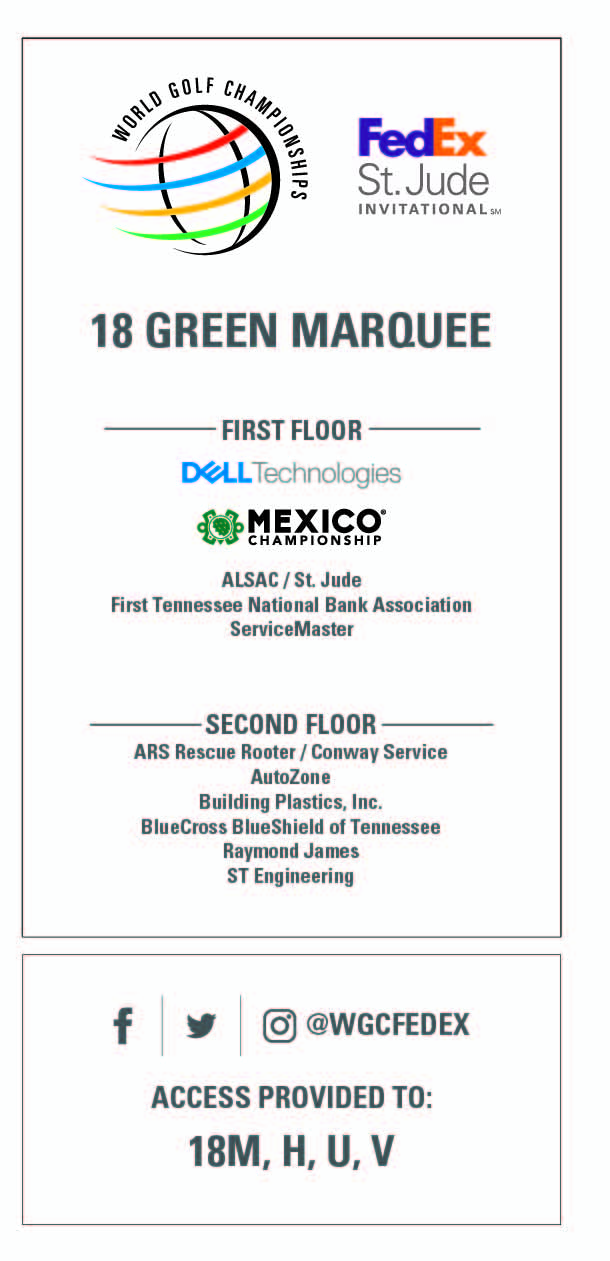 WORLD GOLF CHAMPIONSHIPS
FedEx
St. Jude
INVITATIONAL SM
18 GREEN MARQUEE
FIRST FLOOR
DELL Technologies
MEXICO®
CHAMPIONSHIP
ALSAC / St. Jude
First Tennessee National Bank Association
ServiceMaster
SECOND FLOOR
ARS Rescue Rooter / Conway Service
AutoZone
Building Plastics, Inc.
BlueCross BlueShield of Tennessee
Raymond James
ST Engineering
@WGCFEDEX
ACCESS PROVIDED TO:
18M, H, U, V